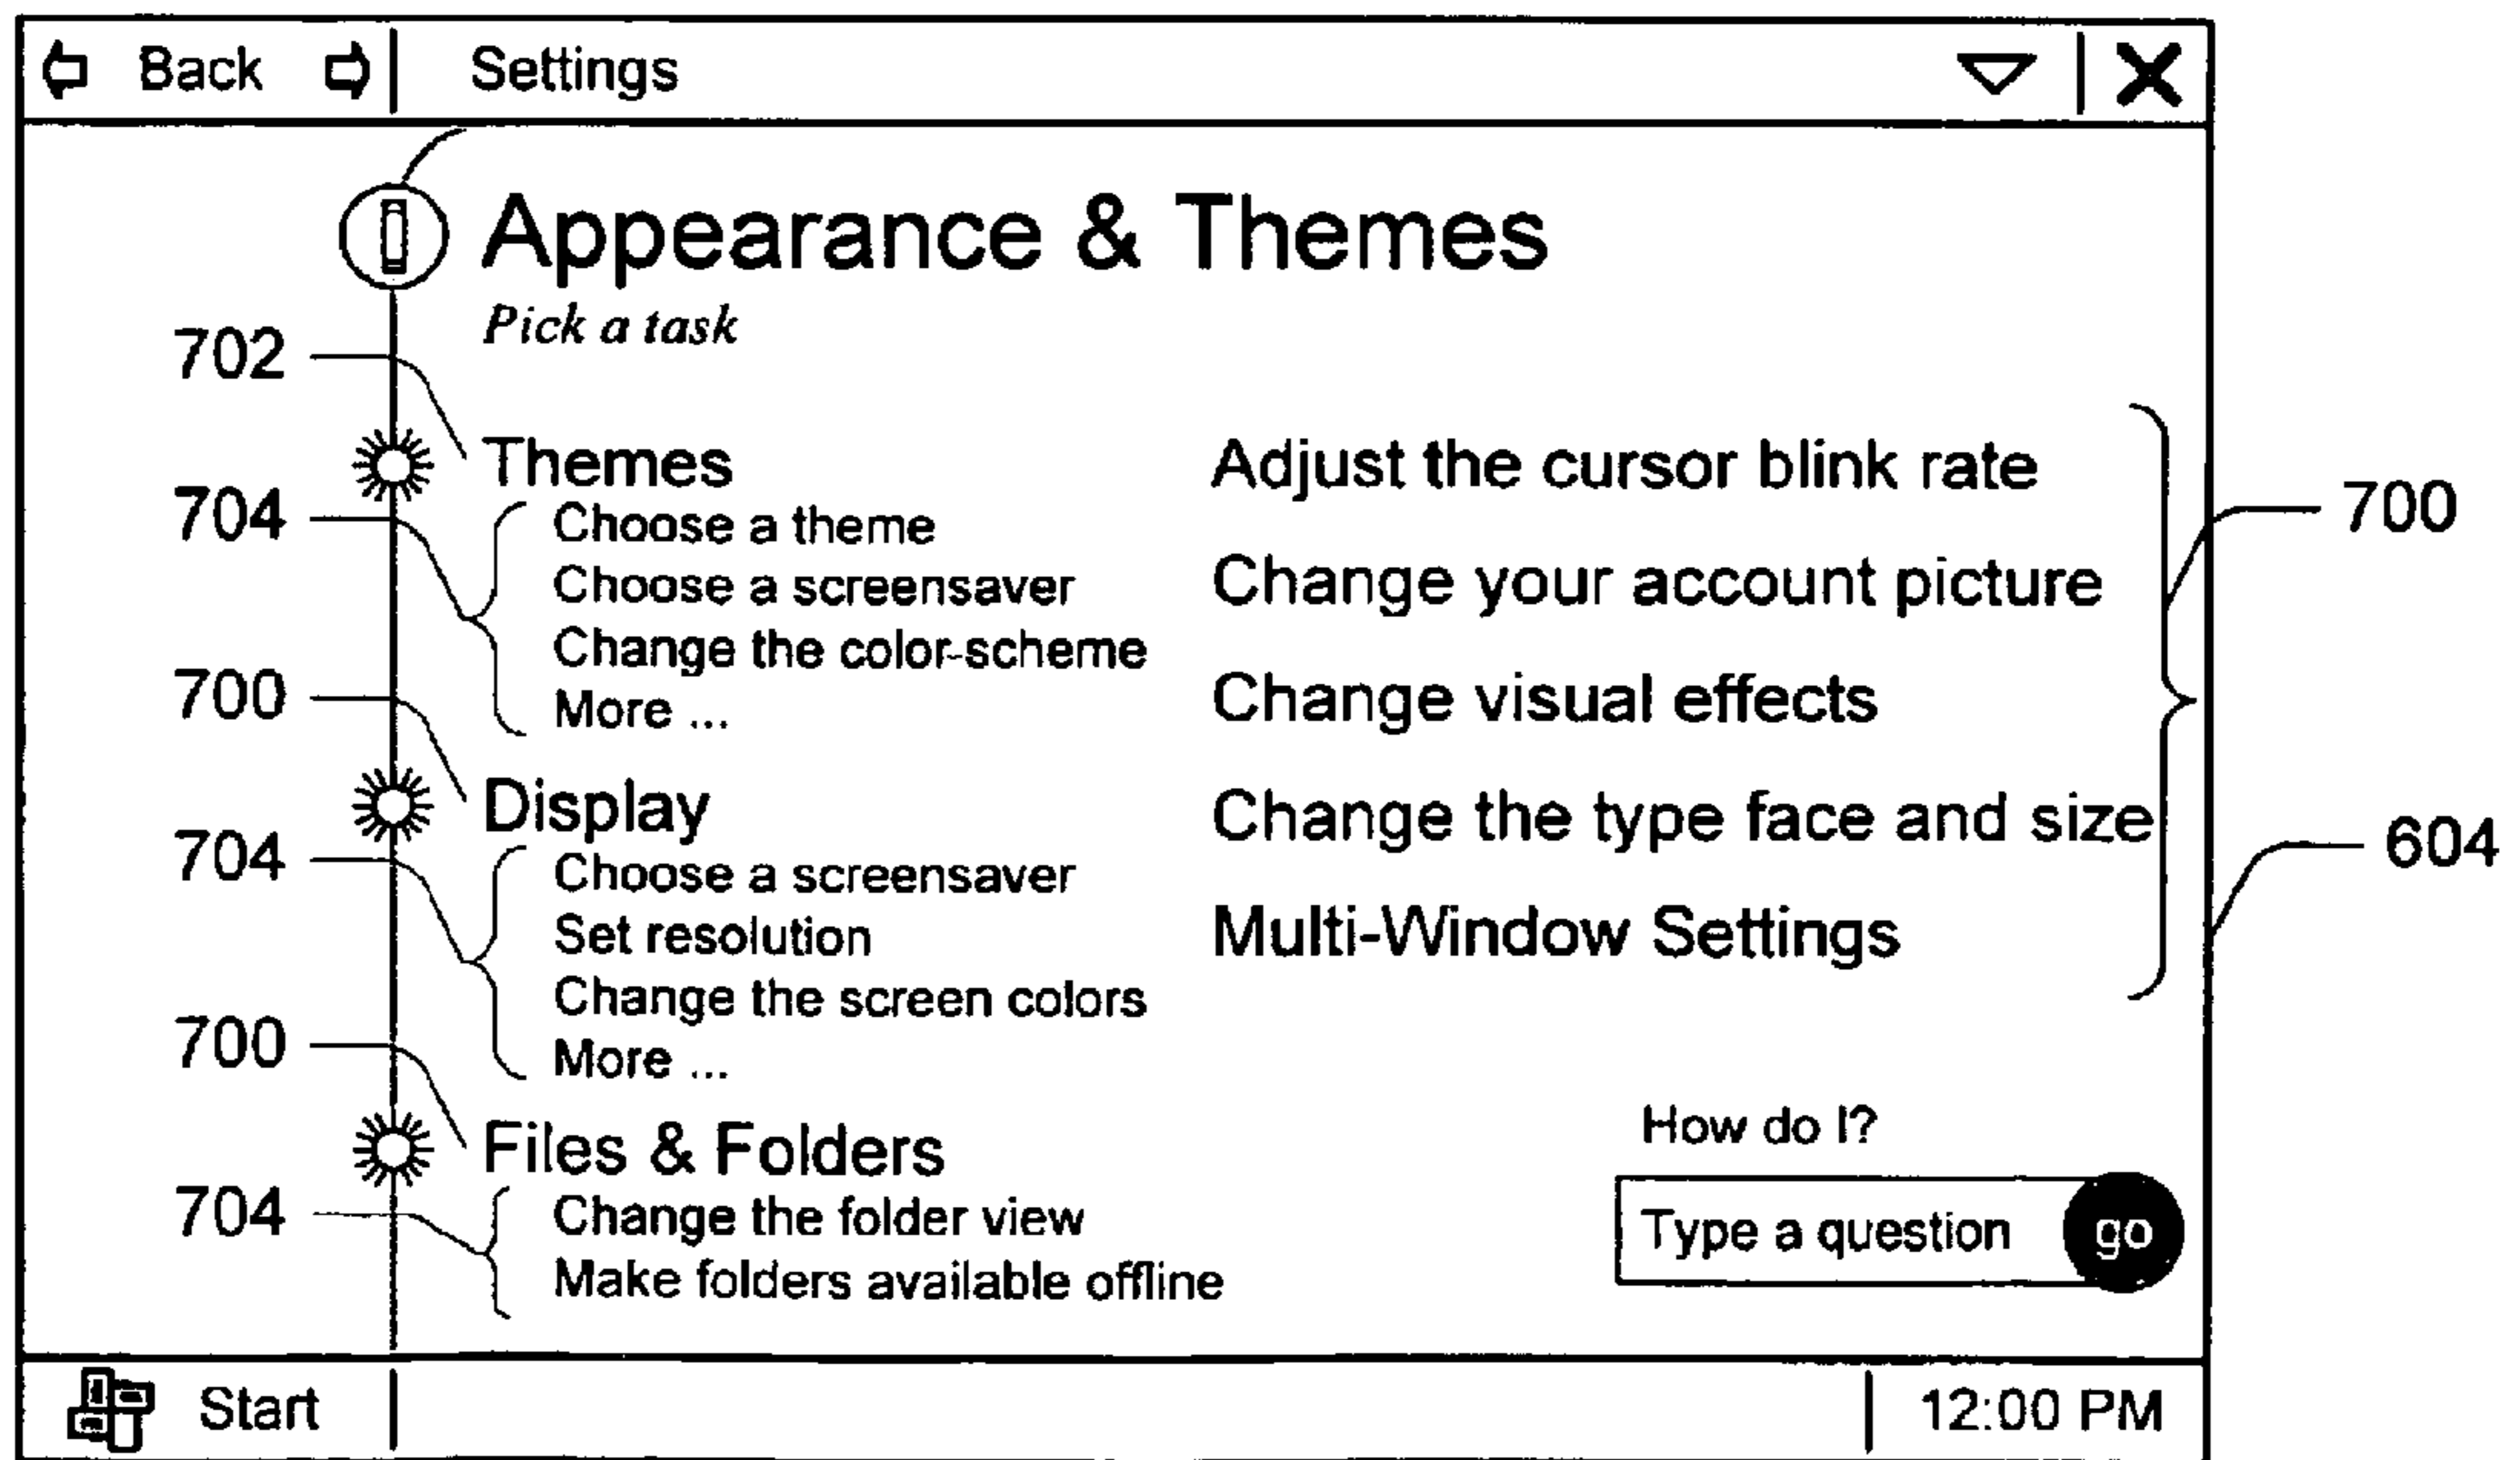 Back Settings
Appearance & Themes
Pick a task
702
Themes
704
Choose a theme
Choose a screensaver
Change the color-scheme
More ...
700
Display
704
Choose a screensaver
Set resolution
Change the screen colors
More ...
700
Files & Folders
704
Change the folder view
Make folders available offline
Adjust the cursor blink rate
Change your account picture
Change visual effects
Change the type face and size
Multi-Window Settings
700
604
How do I?
Type a question go
Start 12:00 PM